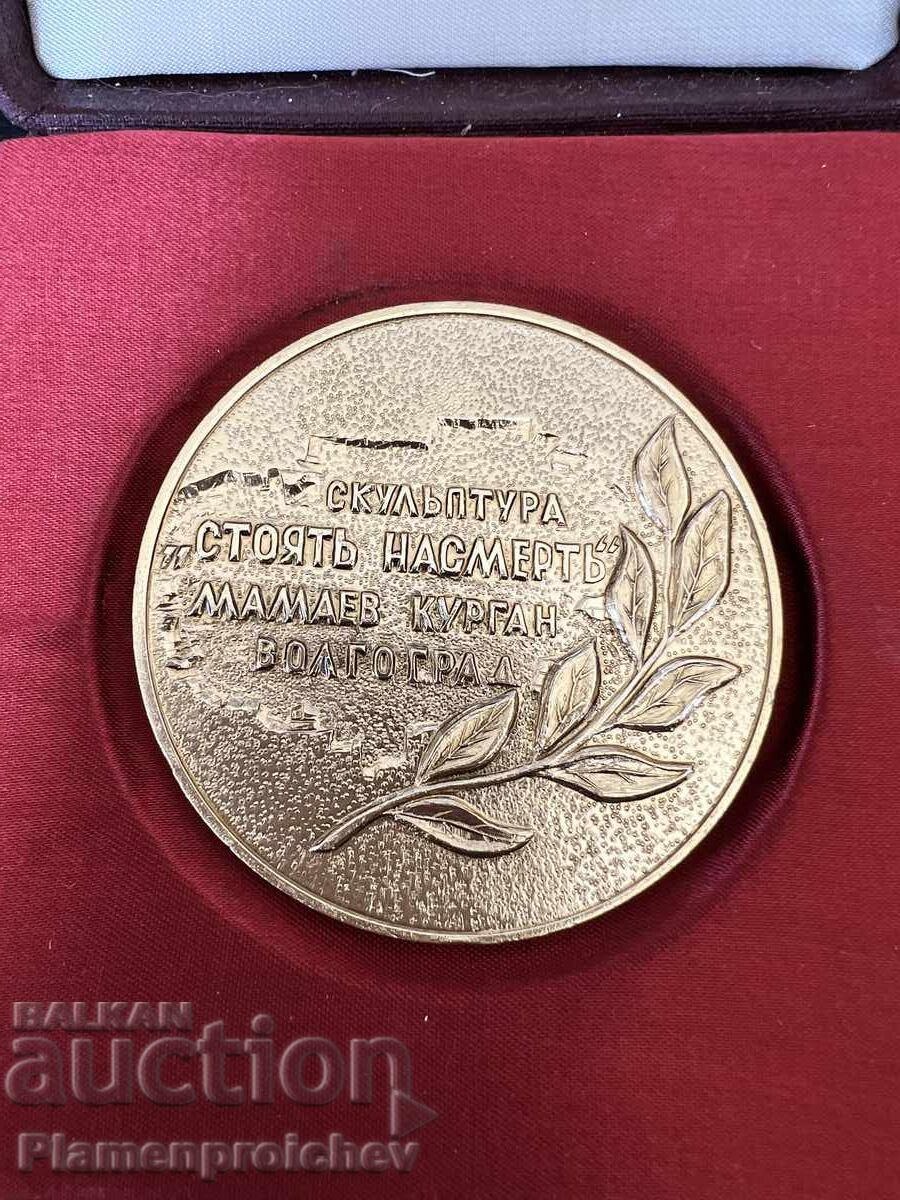 СКУЛЬПТУРА
„СТОЯТЬ НАСМЕРТЬ“
МАМАЕВ КУРГАН
ВОЛГОГРАД
BALKAN
auction
Plamenproichev